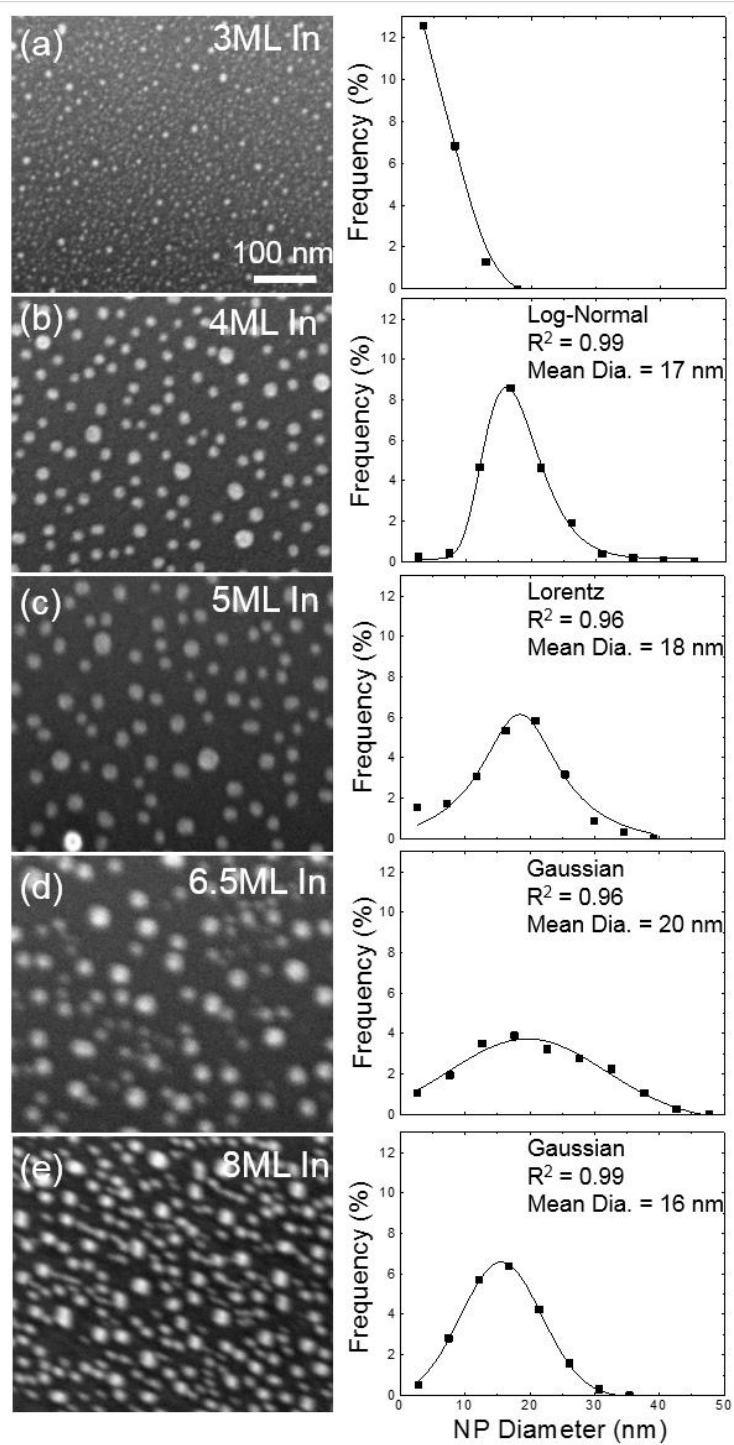 (a)
3ML In
100 nm
Frequency (%)
12
10
8
6
4
2
0
(b)
4ML In
Frequency (%)
12
10
8
6
4
2
0
Log-Normal
R² = 0.99
Mean Dia. = 17 nm
(c)
5ML In
Frequency (%)
12
10
8
6
4
2
0
Lorentz
R² = 0.96
Mean Dia. = 18 nm
(d)
6.5ML In
Frequency (%)
12
10
8
6
4
2
0
Gaussian
R² = 0.96
Mean Dia. = 20 nm
(e)
8ML In
Frequency (%)
12
10
8
6
4
2
0
Gaussian
R² = 0.99
Mean Dia. = 16 nm
0 10 20 30 40 50
NP Diameter (nm)